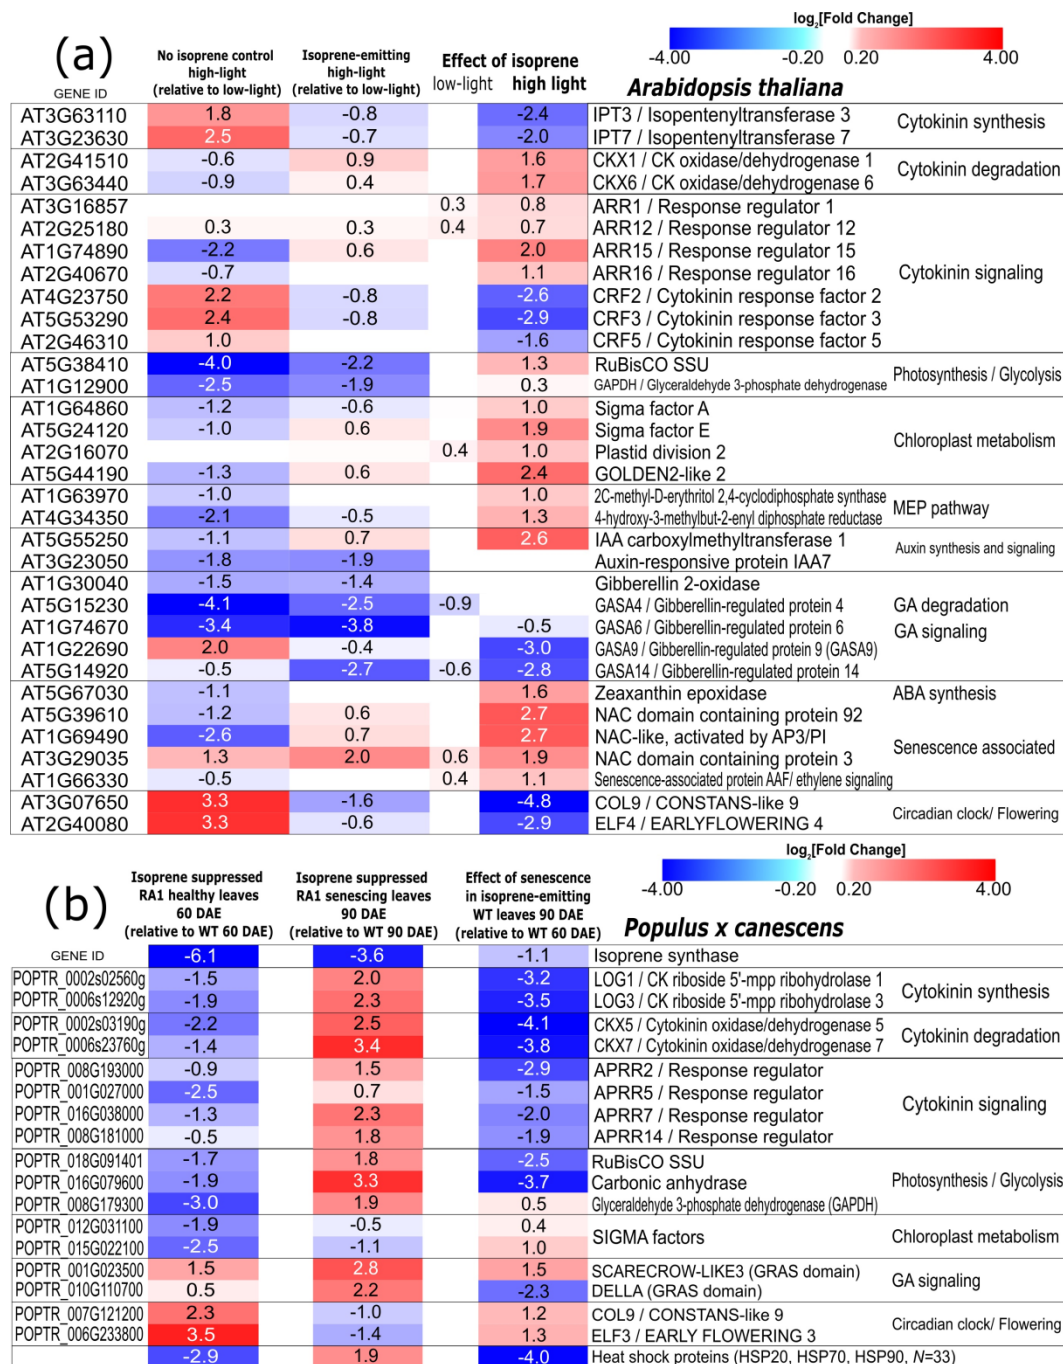 log2[Fold Change]
-4.00 -0.20 0.20 4.00
(a)
No isoprene control high-light (relative to low-light)
Isoprene-emitting high-light (relative to low-light)
Effect of isoprene
low-light high light
Arabidopsis thaliana
GENE ID
AT3G63110 1.8 -0.8 -2.4 IPT3 / Isopentenyltransferase 3
Cytokinin synthesis
AT3G23630 2.5 -0.7 -2.0 IPT7 / Isopentenyltransferase 7
AT2G41510 -0.6 0.9 1.6 CKX1 / CK oxidase/dehydrogenase 1
Cytokinin degradation
AT3G63440 -0.9 0.4 1.7 CKX6 / CK oxidase/dehydrogenase 6
AT3G16857 0.3 0.8 ARR1 / Response regulator 1
AT2G25180 0.3 0.3 0.4 0.7 ARR12 / Response regulator 12
AT1G74890 -2.2 0.6 2.0 ARR15 / Response regulator 15
AT2G40670 -0.7 1.1 ARR16 / Response regulator 16
Cytokinin signaling
AT4G23750 2.2 -0.8 -2.6 CRF2 / Cytokinin response factor 2
AT5G53290 2.4 -0.8 -2.9 CRF3 / Cytokinin response factor 3
AT2G46310 1.0 -1.6 CRF5 / Cytokinin response factor 5
AT5G38410 -4.0 -2.2 1.3 RuBisCO SSU
Photosynthesis / Glycolysis
AT1G12900 -2.5 -1.9 0.3 GAPDH / Glyceraldehyde 3-phosphate dehydrogenase
AT1G64860 -1.2 -0.6 1.0 Sigma factor A
AT5G24120 -1.0 0.6 1.9 Sigma factor E
Chloroplast metabolism
AT2G16070 0.4 1.0 Plastid division 2
AT5G44190 -1.3 0.6 2.4 GOLDEN2-like 2
AT1G63970 -1.0 1.0 2C-methyl-D-erythritol 2,4-cyclodiphosphate synthase
MEP pathway
AT4G34350 -2.1 -0.5 1.3 4-hydroxy-3-methylbut-2-enyl diphosphate reductase
AT5G55250 -1.1 0.7 2.6 IAA carboxylmethyltransferase 1
Auxin synthesis and signaling
AT3G23050 -1.8 -1.9 Auxin-responsive protein IAA7
AT1G30040 -1.5 -1.4 Gibberellin 2-oxidase
AT5G15230 -4.1 -2.5 -0.9 GASA4 / Gibberellin-regulated protein 4 GA degradation
AT1G74670 -3.4 -3.8 -0.5 GASA6 / Gibberellin-regulated protein 6 GA signaling
AT1G22690 2.0 -0.4 -3.0 GASA9 / Gibberellin-regulated protein 9 (GASA9)
AT5G14920 -0.5 -2.7 -0.6 -2.8 GASA14 / Gibberellin-regulated protein 14
AT5G67030 -1.1 1.6 Zeaxanthin epoxidase ABA synthesis
AT5G39610 -1.2 0.6 2.7 NAC domain containing protein 92
AT1G69490 -2.6 0.7 2.7 NAC-like, activated by AP3/PI
Senescence associated
AT3G29035 1.3 2.0 0.6 1.9 NAC domain containing protein 3
AT1G66330 -0.5 0.4 1.1 Senescence-associated protein AAF/ ethylene signaling
AT3G07650 3.3 -1.6 -4.8 COL9 / CONSTANS-like 9
Circadian clock/ Flowering
AT2G40080 3.3 -0.6 -2.9 ELF4 / EARLYFLOWERING 4
log2[Fold Change]
-4.00 -0.20 0.20 4.00
(b)
Isoprene suppressed RA1 healthy leaves 60 DAE (relative to WT 60 DAE)
Isoprene suppressed RA1 senescing leaves 90 DAE (relative to WT 90 DAE)
Effect of senescence in isoprene-emitting WT leaves 90 DAE (relative to WT 60 DAE)
Populus x canescens
GENE ID -6.1 -3.6 -1.1 Isoprene synthase
POPTR_0002s02560g -1.5 2.0 -3.2 LOG1 / CK riboside 5'-mpp ribohydrolase 1
Cytokinin synthesis
POPTR_0006s12920g -1.9 2.3 -3.5 LOG3 / CK riboside 5'-mpp ribohydrolase 3
POPTR_0002s03190g -2.2 2.5 -4.1 CKX5 / Cytokinin oxidase/dehydrogenase 5
Cytokinin degradation
POPTR_0006s23760g -1.4 3.4 -3.8 CKX7 / Cytokinin oxidase/dehydrogenase 7
POPTR_008G193000 -0.9 1.5 -2.9 APRR2 / Response regulator
POPTR_001G027000 -2.5 0.7 -1.5 APRR5 / Response regulator
Cytokinin signaling
POPTR_016G038000 -1.3 2.3 -2.0 APRR7 / Response regulator
POPTR_008G181000 -0.5 1.8 -1.9 APRR14 / Response regulator
POPTR_018G091401 -1.7 1.8 -2.5 RuBisCO SSU
POPTR_016G079600 -1.9 3.3 -3.7 Carbonic anhydrase
Photosynthesis / Glycolysis
POPTR_008G179300 -3.0 1.9 0.5 Glyceraldehyde 3-phosphate dehydrogenase (GAPDH)
POPTR_012G031100 -1.9 -0.5 0.4
SIGMA factors Chloroplast metabolism
POPTR_015G022100 -2.5 -1.1 1.0
POPTR_001G023500 1.5 2.8 1.5 SCARECROW-LIKE3 (GRAS domain)
GA signaling
POPTR_010G110700 0.5 2.2 -2.3 DELLA (GRAS domain)
POPTR_007G121200 2.3 -1.0 1.2 COL9 / CONSTANS-like 9
Circadian clock/ Flowering
POPTR_006G233800 3.5 -1.4 1.3 ELF3 / EARLY FLOWERING 3
-2.9 1.9 -4.0 Heat shock proteins (HSP20, HSP70, HSP90, N=33)